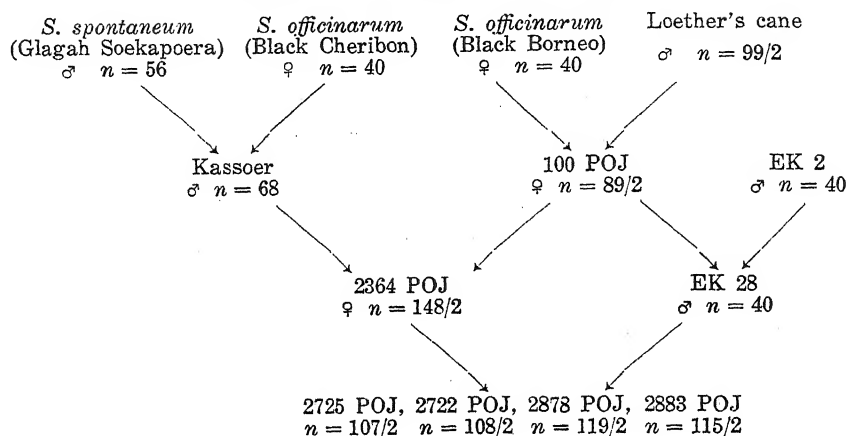 S. spontaneum
(Glagah Soekapoera)
♂ n = 56
S. officinarum
(Black Cheribon)
♀ n = 40
S. officinarum
(Black Borneo)
♀ n = 40
Loether's cane
♂ n = 99/2
Kassoer
♂ n = 68
100 POJ
♀ n = 89/2
EK 2
♂ n = 40
2364 POJ
♀ n = 148/2
EK 28
♂ n = 40
2725 POJ, 2722 POJ, 2878 POJ, 2883 POJ
n = 107/2 n = 108/2 n = 119/2 n = 115/2